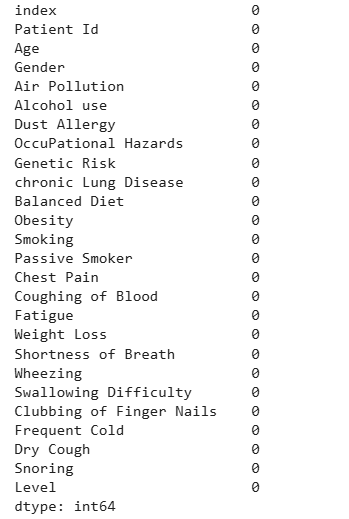 index 0
Patient Id 0
Age 0
Gender 0
Air Pollution 0
Alcohol use 0
Dust Allergy 0
OccuPational Hazards 0
Genetic Risk 0
chronic Lung Disease 0
Balanced Diet 0
Obesity 0
Smoking 0
Passive Smoker 0
Chest Pain 0
Coughing of Blood 0
Fatigue 0
Weight Loss 0
Shortness of Breath 0
Wheezing 0
Swallowing Difficulty 0
Clubbing of Finger Nails 0
Frequent Cold 0
Dry Cough 0
Snoring 0
Level 0
dtype: int64